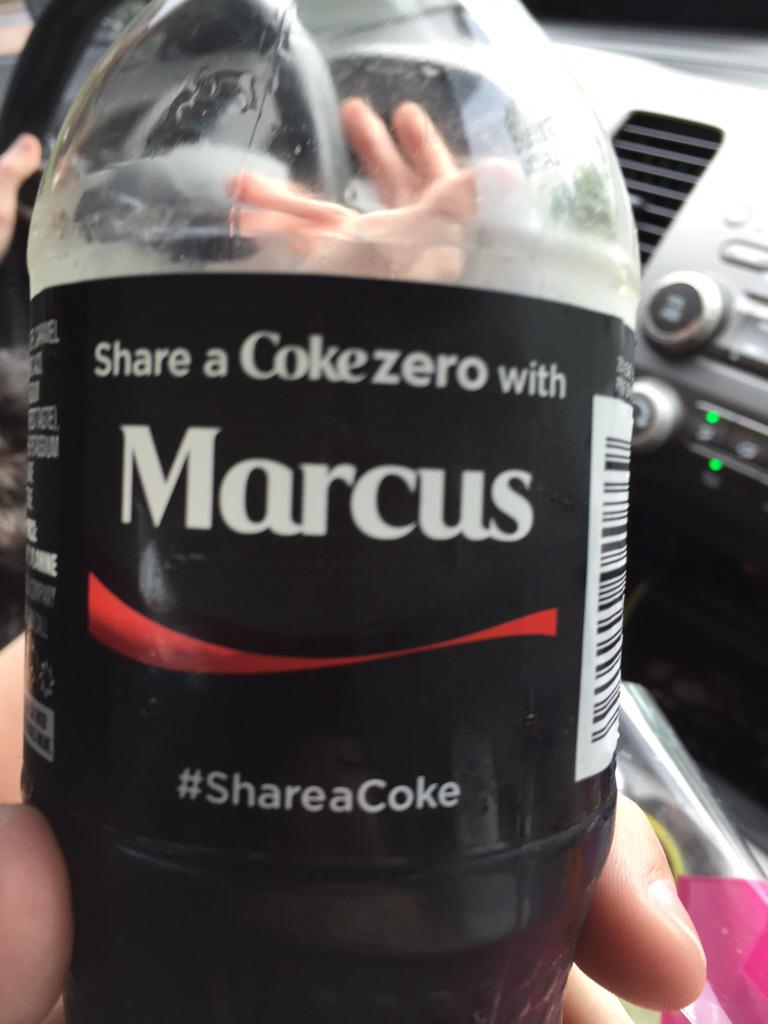 Share a Coke zero with
Marcus
#ShareaCoke